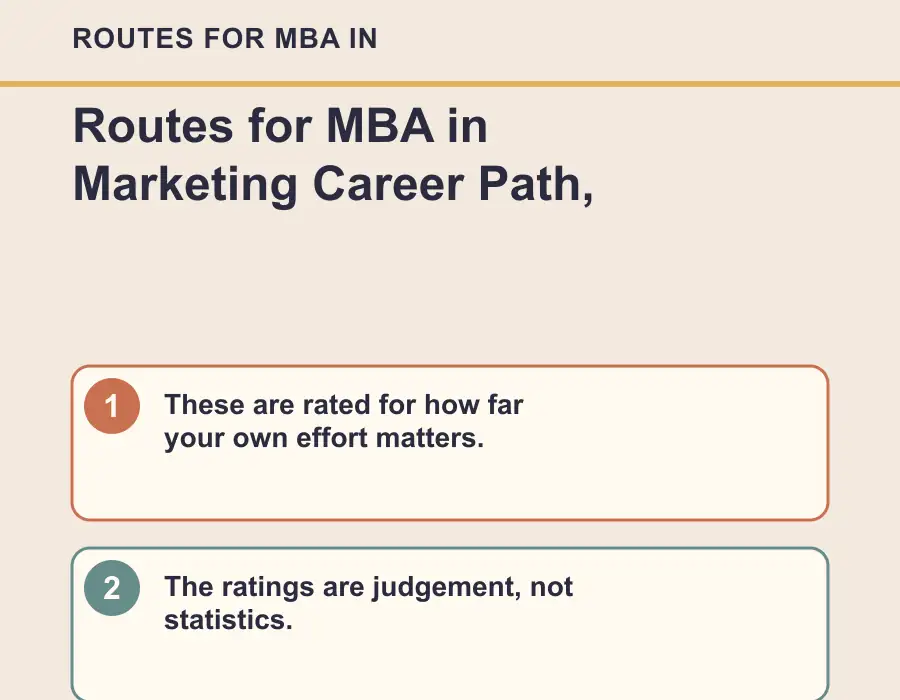 ROUTES FOR MBA IN
Routes for MBA in
Marketing Career Path,
1
These are rated for how far
your own effort matters.
2
The ratings are judgement, not
statistics.